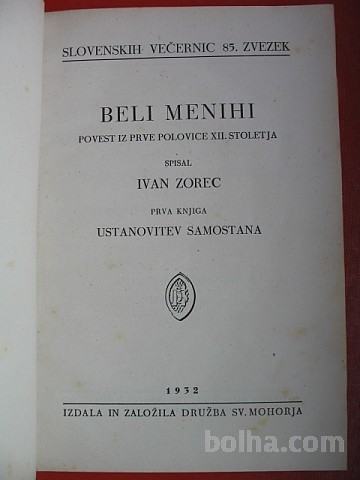 SLOVENSKIH VEČERNIC 85. ZVEZEK
BELI MENIHI
POVEST IZ PRVE POLOVICE XII. STOLETJA
SPISAL
IVAN ZOREC
PRVA KNJIGA
USTANOVITEV SAMOSTANA
1932
IZDALA IN ZALOŽILA DRUŽBA SV. MOHORJA
bolha.com